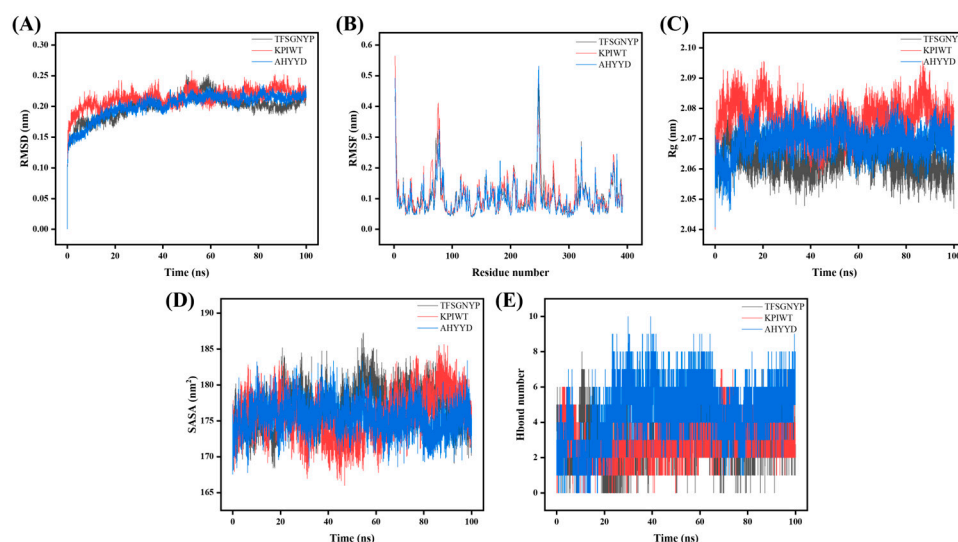 (A)
TFSGNYP
KPIWT
AHYYD
0.30
0.25
0.20
0.15
0.10
0.05
0.00
RMSD (nm)
0 20 40 60 80 100
Time (ns)
(B)
TFSGNYP
KPIWT
AHYYD
0.6
0.5
0.4
0.3
0.2
0.1
0.0
RMSF (nm)
0 100 200 300 400
Residue number
(C)
TFSGNYP
KPIWT
AHYYD
2.10
2.09
2.08
2.07
2.06
2.05
2.04
Rg (nm)
0 20 40 60 80 100
Time (ns)
(D)
TFSGNYP
KPIWT
AHYYD
190
185
180
175
170
165
SASA (nm²)
0 20 40 60 80 100
Time (ns)
(E)
TFSGNYP
KPIWT
AHYYD
10
8
6
4
2
0
Hbond number
0 20 40 60 80 100
Time (ns)